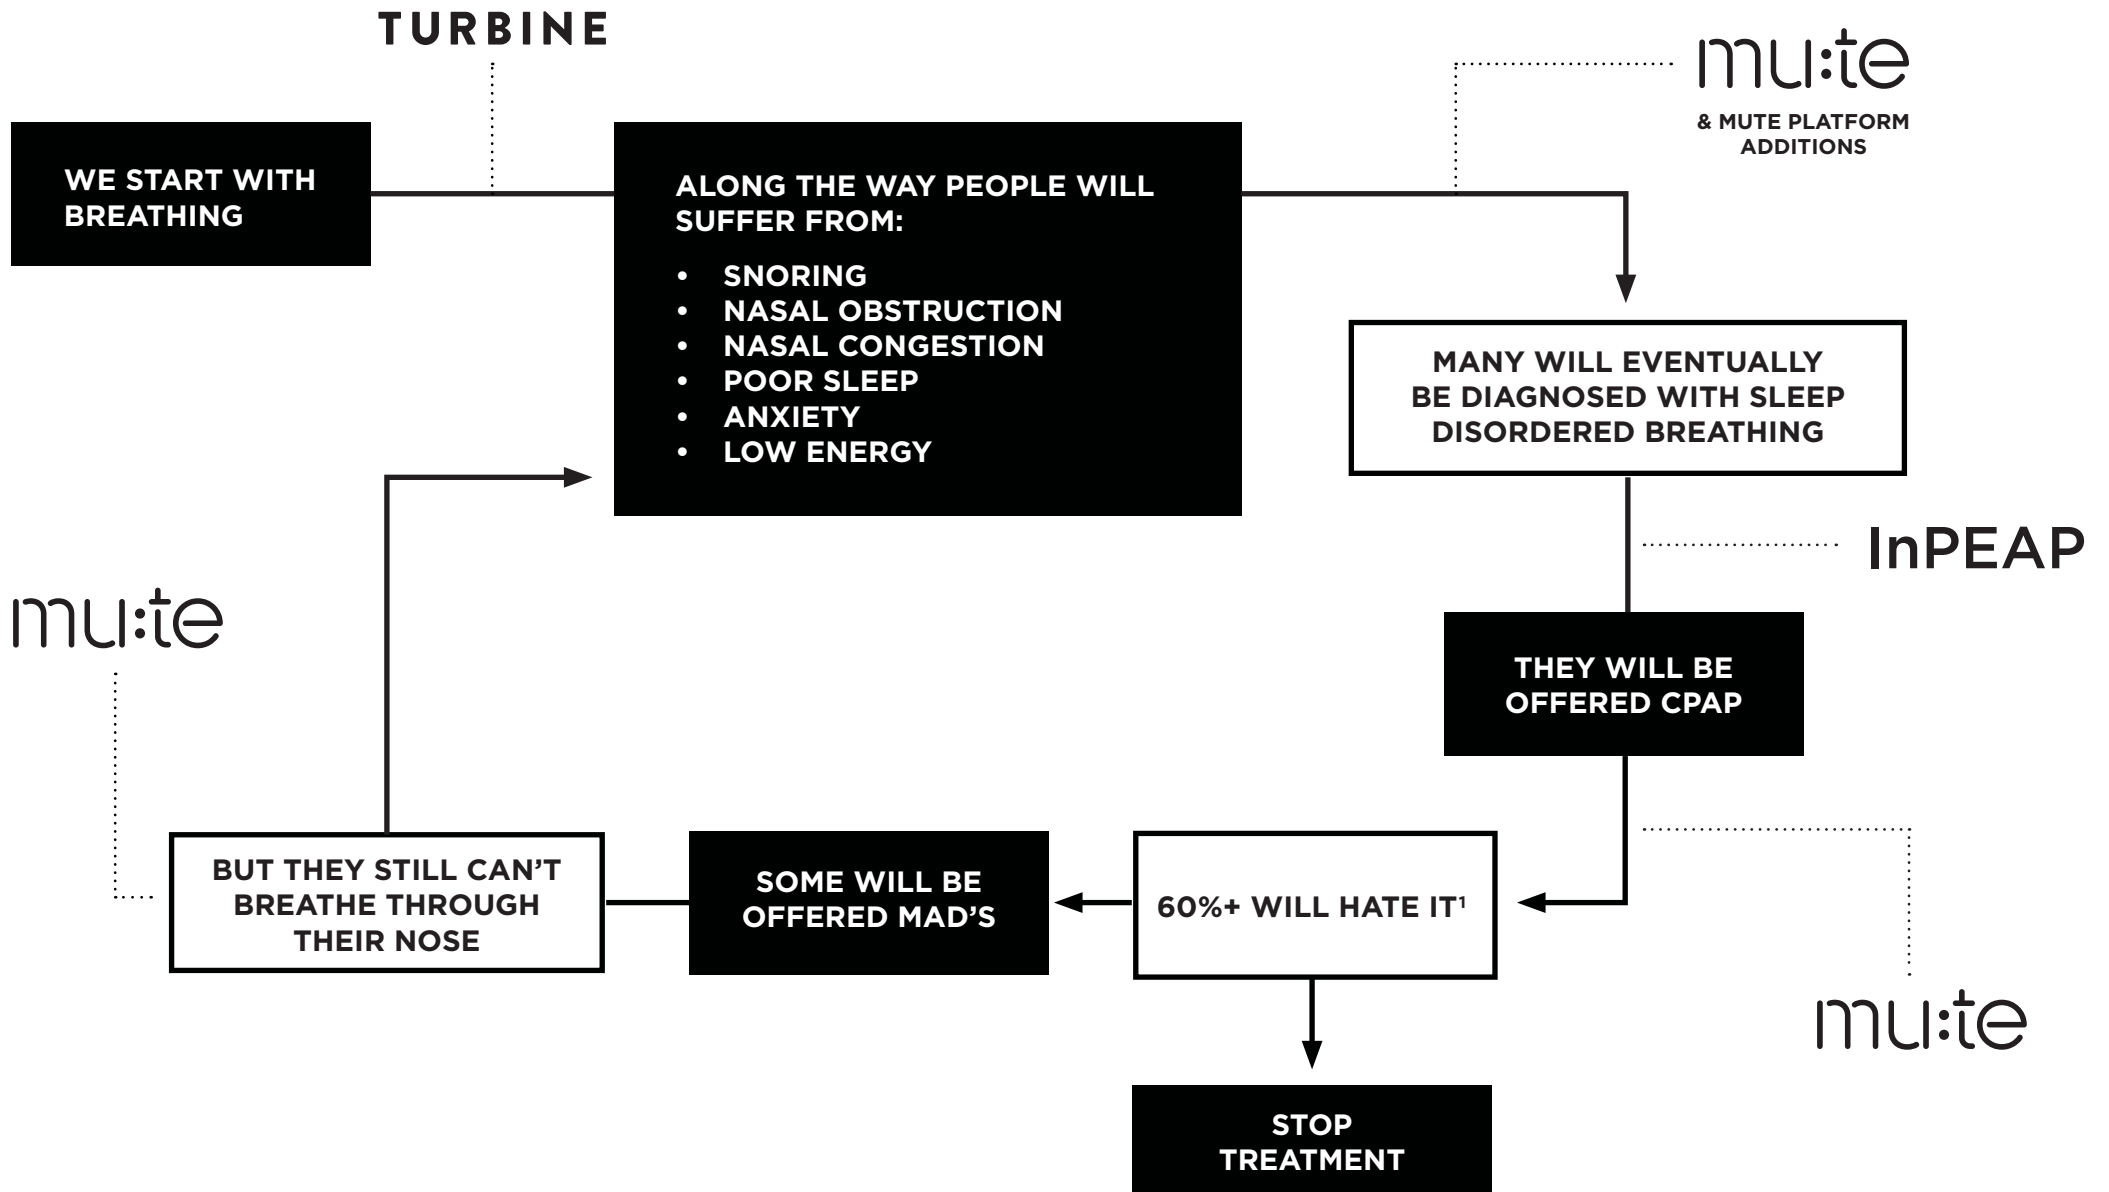 TURBINE
mu:te
& MUTE PLATFORM
ADDITIONS
WE START WITH
BREATHING
ALONG THE WAY PEOPLE WILL
SUFFER FROM:
• SNORING
• NASAL OBSTRUCTION
• NASAL CONGESTION
• POOR SLEEP
• ANXIETY
• LOW ENERGY
MANY WILL EVENTUALLY
BE DIAGNOSED WITH SLEEP
DISORDERED BREATHING
InPEAP
THEY WILL BE
OFFERED CPAP
mu:te
60%+ WILL HATE IT¹
STOP
TREATMENT
SOME WILL BE
OFFERED MAD’S
BUT THEY STILL CAN’T
BREATHE THROUGH
THEIR NOSE
mu:te